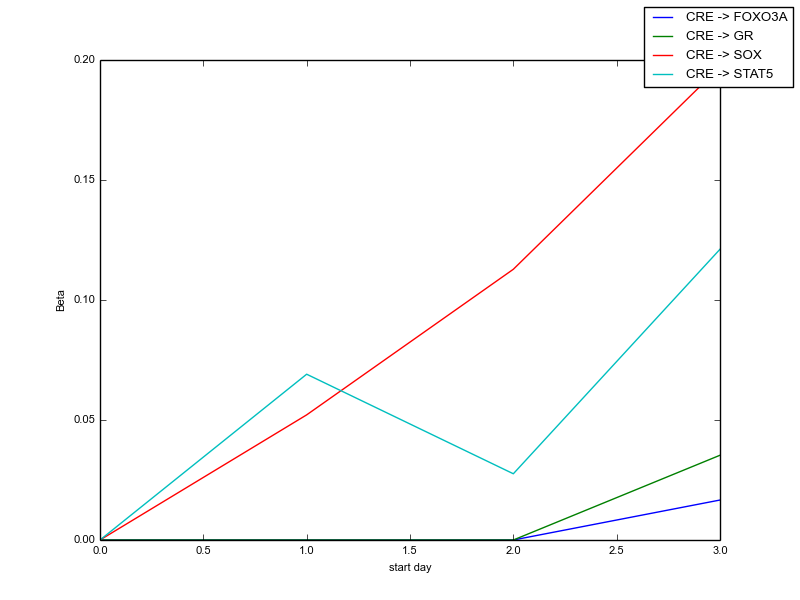 CRE -> FOXO3A
CRE -> GR
CRE -> SOX
CRE -> STAT5
0.20
0.15
0.10
0.05
0.00
Beta
0.0 0.5 1.0 1.5 2.0 2.5 3.0
start day